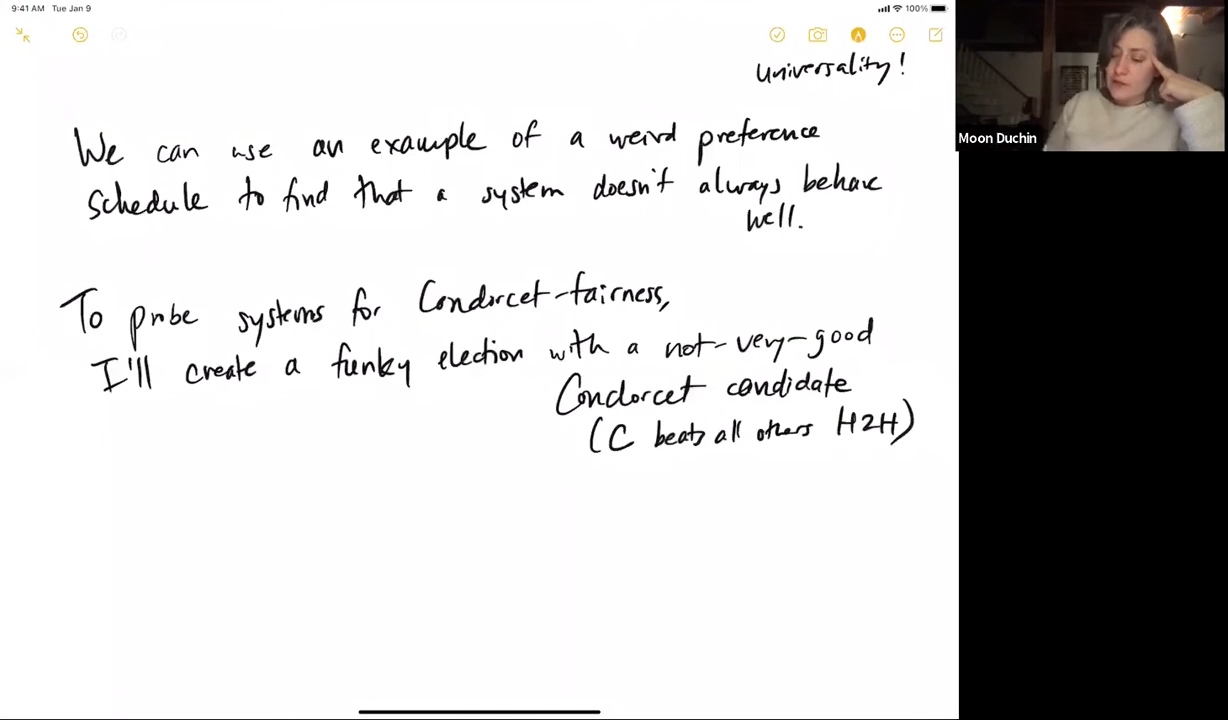 9:41 AM Tue Jan 9
100%
universality!
We can use an example of a weird preference
schedule to find that a system doesn't always behave
well.
To probe systems for Condorcet-fairness,
I'll create a funky election with a not-very-good
Condorcet candidate
(C beats all others H2H)
Moon Duchin